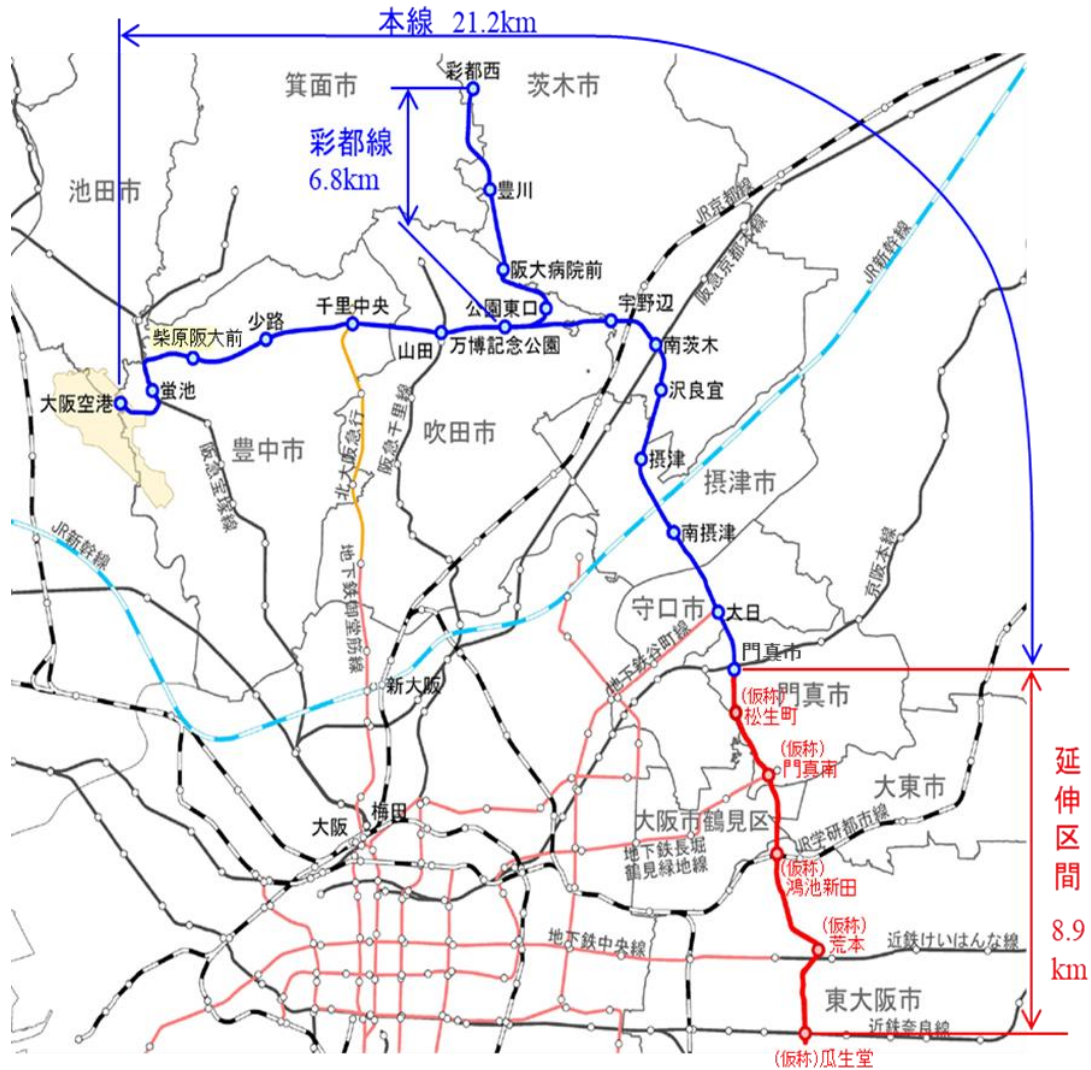 本線 21.2km
彩都西
箕面市
茨木市
彩都線
6.8km
池田市
豊川
JR京都線
阪急京都本線
JR新幹線
阪大病院前
公園東口
宇野辺
千里中央
少路
柴原阪大前
山田
万博記念公園
南茨木
蛍池
沢良宜
大阪空港
豊中市
北大阪急行
阪急千里線
吹田市
阪急宝塚線
摂津
摂津市
南摂津
JR新幹線
京阪本線
地下鉄御堂筋線
守口市
大日
地下鉄谷町線
門真市
新大阪
門真市
(仮称)
松生町
(仮称)
門真南
延伸区間
8.9
km
大東市
梅田
大阪
大阪市鶴見区
JR学研都市線
地下鉄長堀
鶴見緑地線
(仮称)
鴻池新田
(仮称)
荒本
地下鉄中央線
近鉄けいはんな線
東大阪市
近鉄奈良線
(仮称)瓜生堂